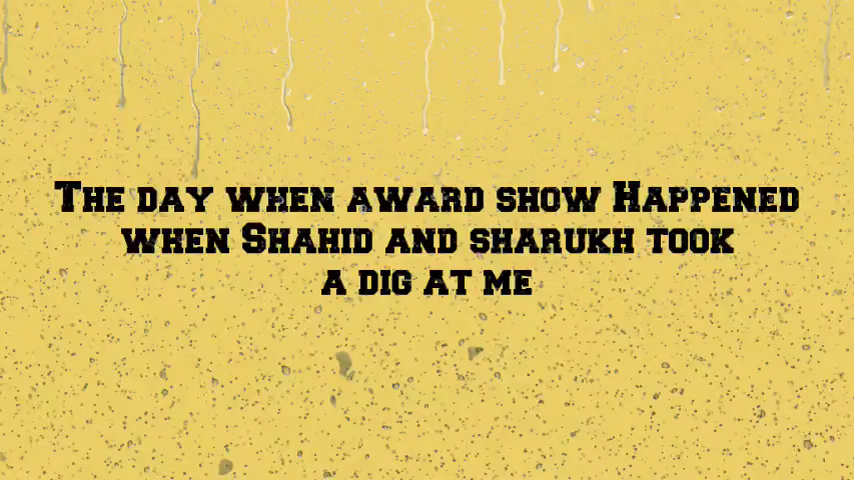 The day when award show Happened
when Shahid and sharukh took
a dig at me